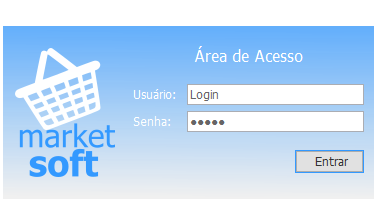 Área de Acesso
Usuário: Login
Senha: •••••
market
soft
Entrar